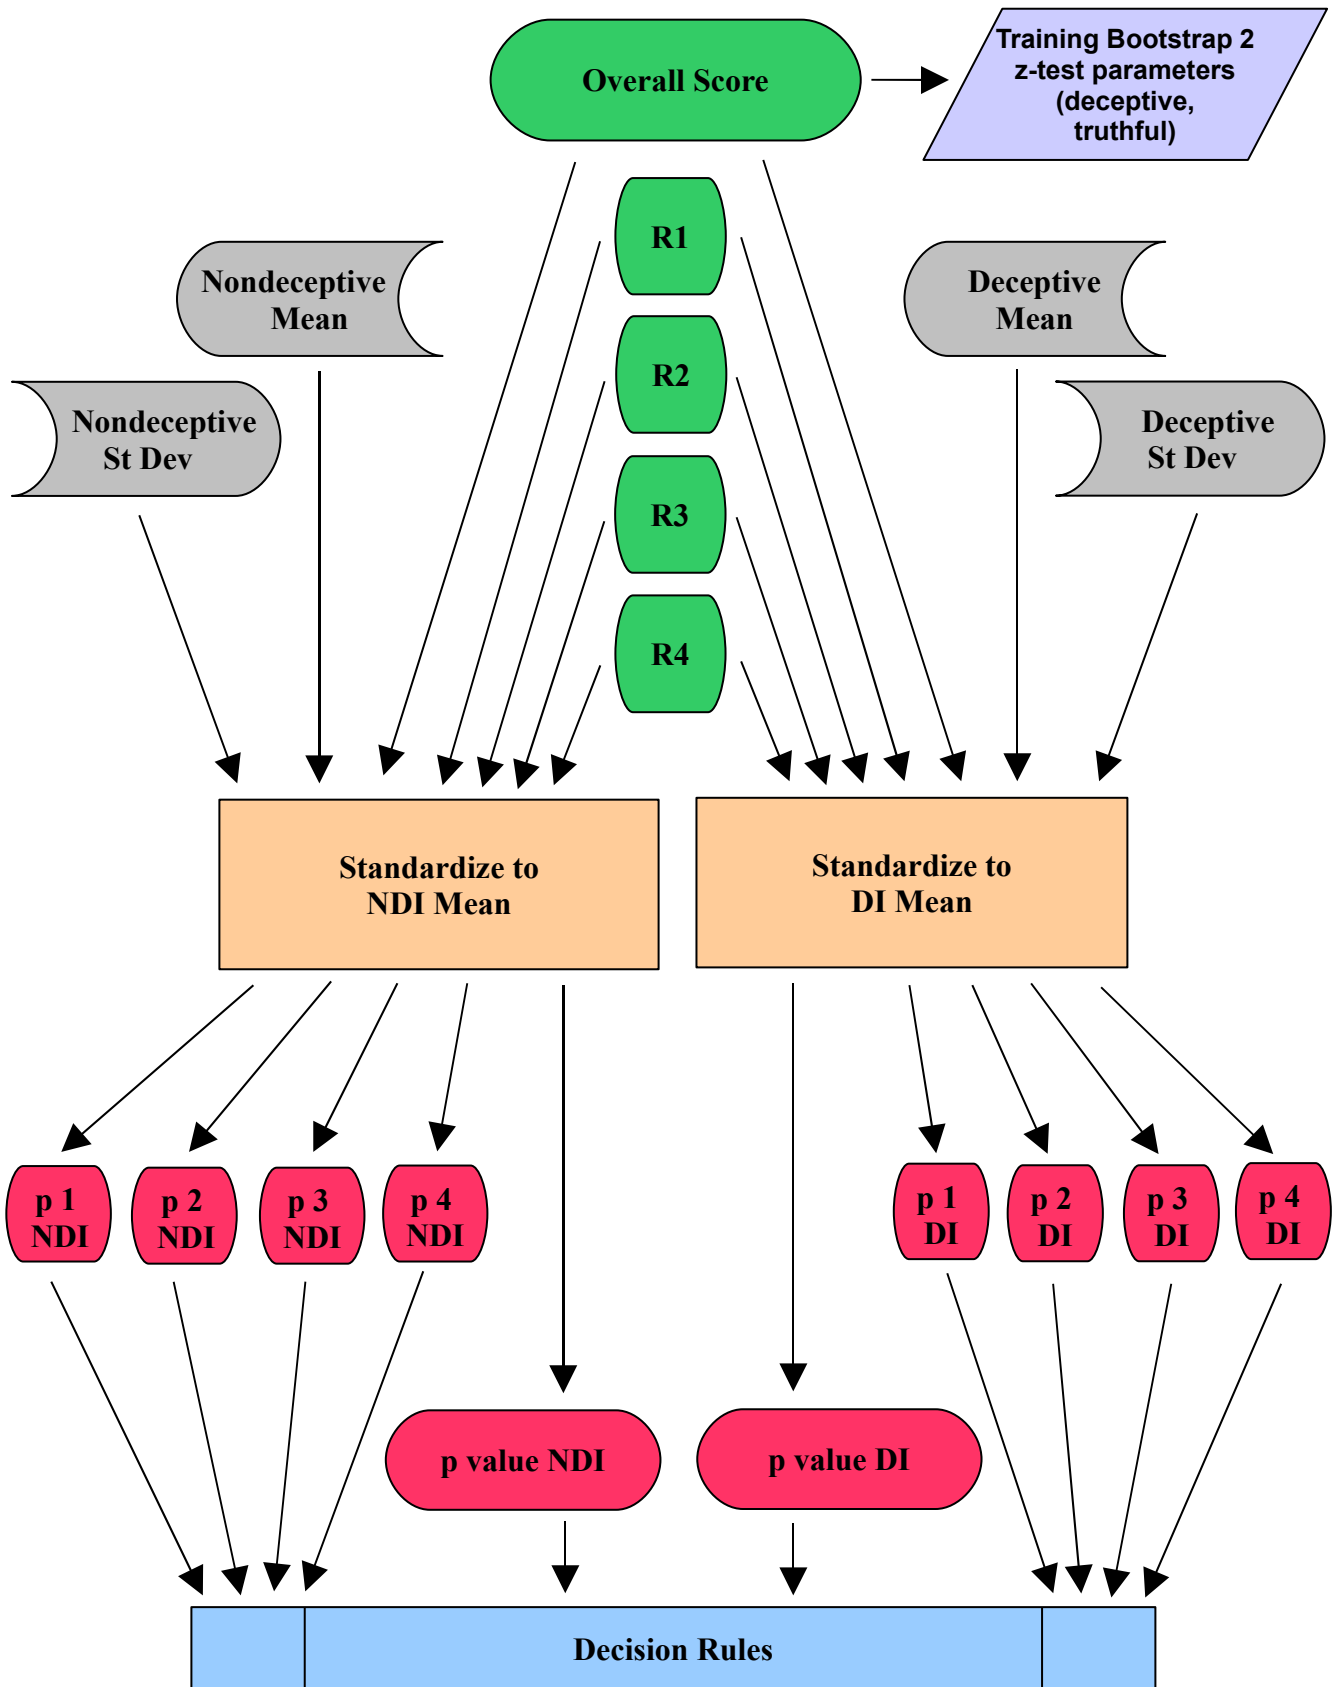 Overall Score
Training Bootstrap 2
z-test parameters
(deceptive,
truthful)
R1
Nondeceptive
Mean
Deceptive
Mean
R2
Nondeceptive
St Dev
Deceptive
St Dev
R3
R4
Standardize to
NDI Mean
Standardize to
DI Mean
p 1
NDI
p 2
NDI
p 3
NDI
p 4
NDI
p 1
DI
p 2
DI
p 3
DI
p 4
DI
p value NDI
p value DI
Decision Rules